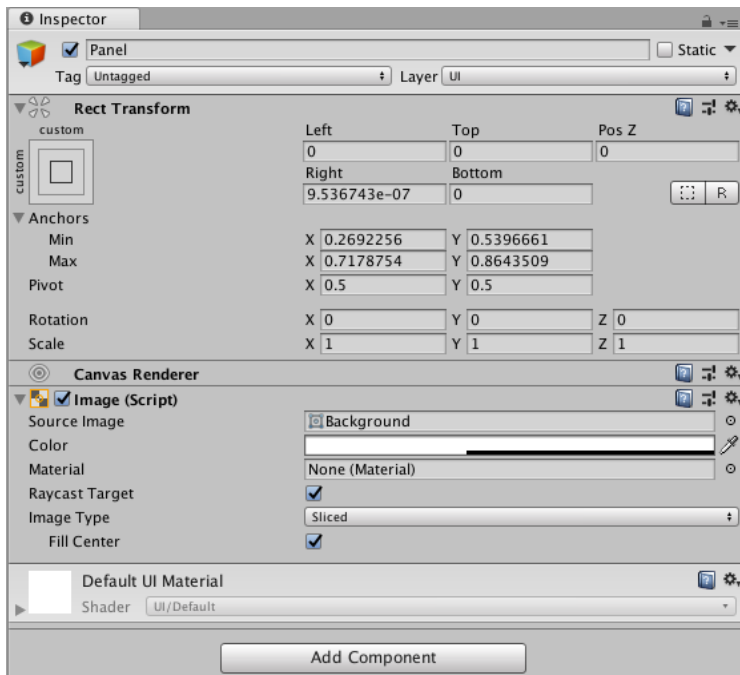 Inspector
Panel Static
Tag Untagged Layer UI
Rect Transform
custom Left Top Pos Z
custom
0 0 0
Right Bottom
9.536743e-07 0 R
Anchors
Min X 0.2692256 Y 0.5396661
Max X 0.7178754 Y 0.8643509
Pivot X 0.5 Y 0.5
Rotation X 0 Y 0 Z 0
Scale X 1 Y 1 Z 1
Canvas Renderer
Image (Script)
Source Image Background
Color
Material None (Material)
Raycast Target
Image Type Sliced
Fill Center
Default UI Material
Shader UI/Default
Add Component